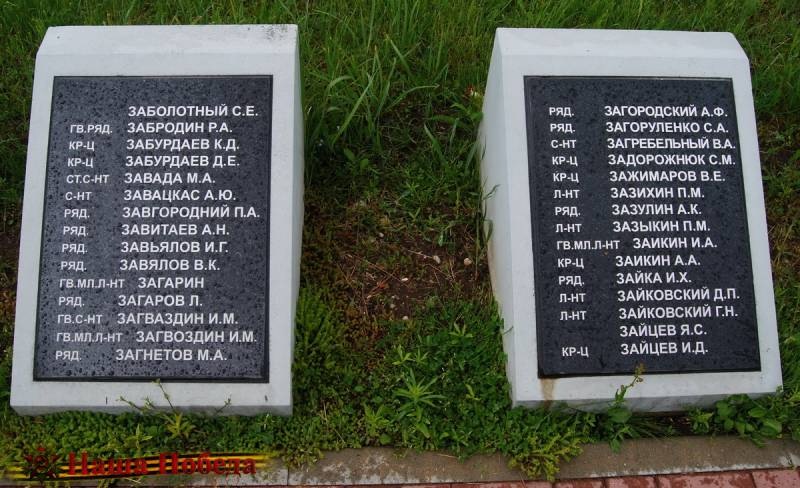 ЗАБОЛОТНЫЙ С.Е.
ГВ.РЯД. ЗАБРОДИН Р.А.
КР-Ц ЗАБУРДАЕВ К.Д.
КР-Ц ЗАБУРДАЕВ Д.Е.
СТ.С-НТ ЗАВАДА М.А.
С-НТ ЗАВАЦКАС А.Ю.
РЯД. ЗАВГОРОДНИЙ П.А.
РЯД. ЗАВИТАЕВ А.Н.
РЯД. ЗАВЬЯЛОВ И.Г.
РЯД. ЗАВЯЛОВ В.К.
ГВ.МЛ.Л-НТ ЗАГАРИН
РЯД. ЗАГАРОВ Л.
ГВ.С-НТ ЗАГВАЗДИН И.М.
ГВ.МЛ.Л-НТ ЗАГВОЗДИН И.М.
РЯД. ЗАГНЕТОВ М.А.
РЯД. ЗАГОРОДСКИЙ А.Ф.
РЯД. ЗАГОРУЛЕНКО С.А.
С-НТ ЗАГРЕБЕЛЬНЫЙ В.А.
КР-Ц ЗАДОРОЖНЮК С.М.
КР-Ц ЗАЖИМАРОВ В.Е.
Л-НТ ЗАЗИХИН П.М.
РЯД. ЗАЗУЛИН А.К.
Л-НТ ЗАЗЫКИН П.М.
ГВ.МЛ.Л-НТ ЗАИКИН И.А.
КР-Ц ЗАИКИН А.А.
РЯД. ЗАЙКА И.Х.
Л-НТ ЗАЙКОВСКИЙ Д.П.
Л-НТ ЗАЙКОВСКИЙ Г.Н.
ЗАЙЦЕВ Я.С.
КР-Ц ЗАЙЦЕВ И.Д.
Наша Победа